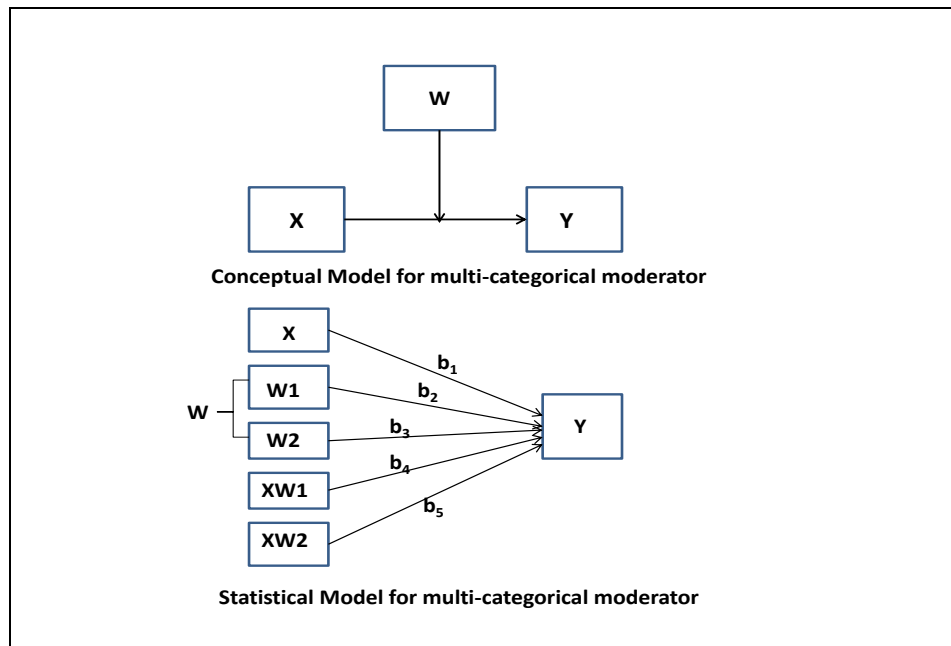 W
X
Y
Conceptual Model for multi-categorical moderator
X
b₁
W1
b₂
W
Y
W2
b₃
b₄
XW1
b₅
XW2
Statistical Model for multi-categorical moderator